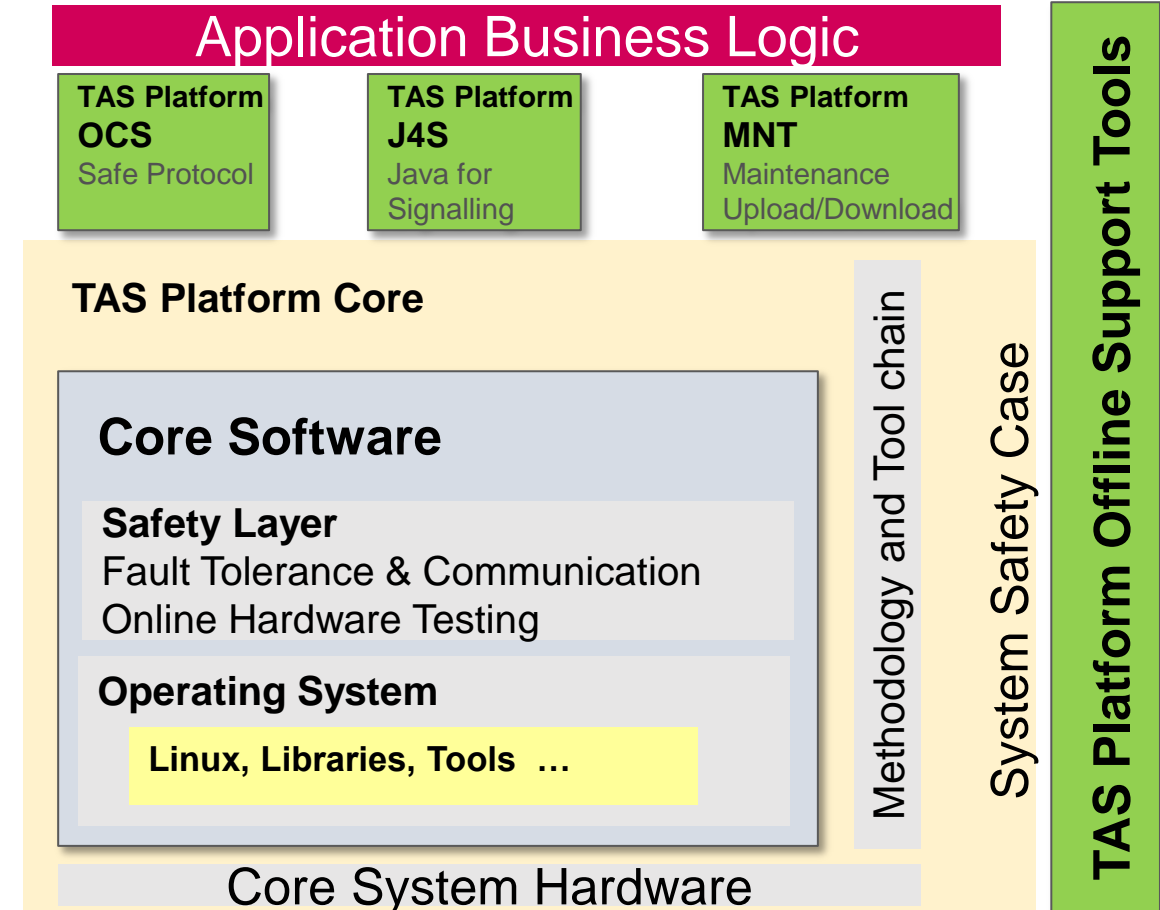 Application Business Logic
TAS Platform
OCS
Safe Protocol
TAS Platform
J4S
Java for
Signalling
TAS Platform
MNT
Maintenance
Upload/Download
TAS Platform Core
Core Software
Safety Layer
Fault Tolerance & Communication
Online Hardware Testing
Operating System
Linux, Libraries, Tools …
Core System Hardware
Methodology and Tool chain
System Safety Case
TAS Platform Offline Support Tools